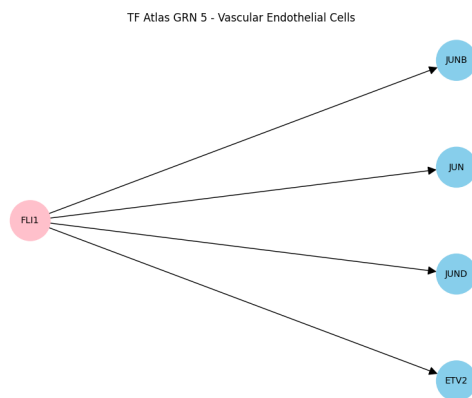 TF Atlas GRN 5 - Vascular Endothelial Cells
JUNB
JUN
FLI1
JUND
ETV2